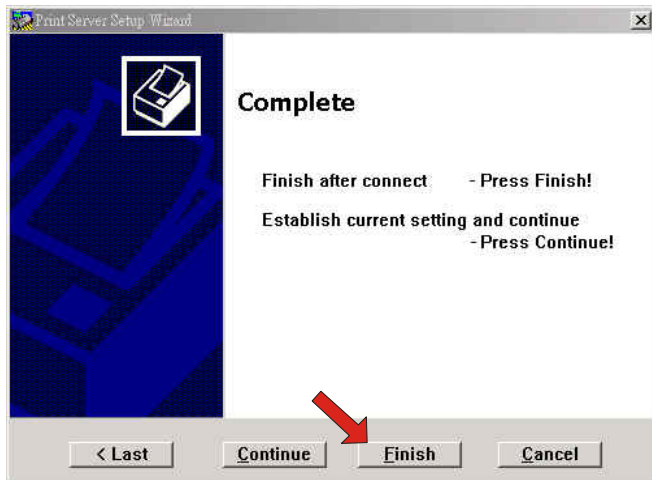 Print Server Setup Wizard
Complete
Finish after connect - Press Finish!
Establish current setting and continue
- Press Continue!
< Last Continue Finish Cancel